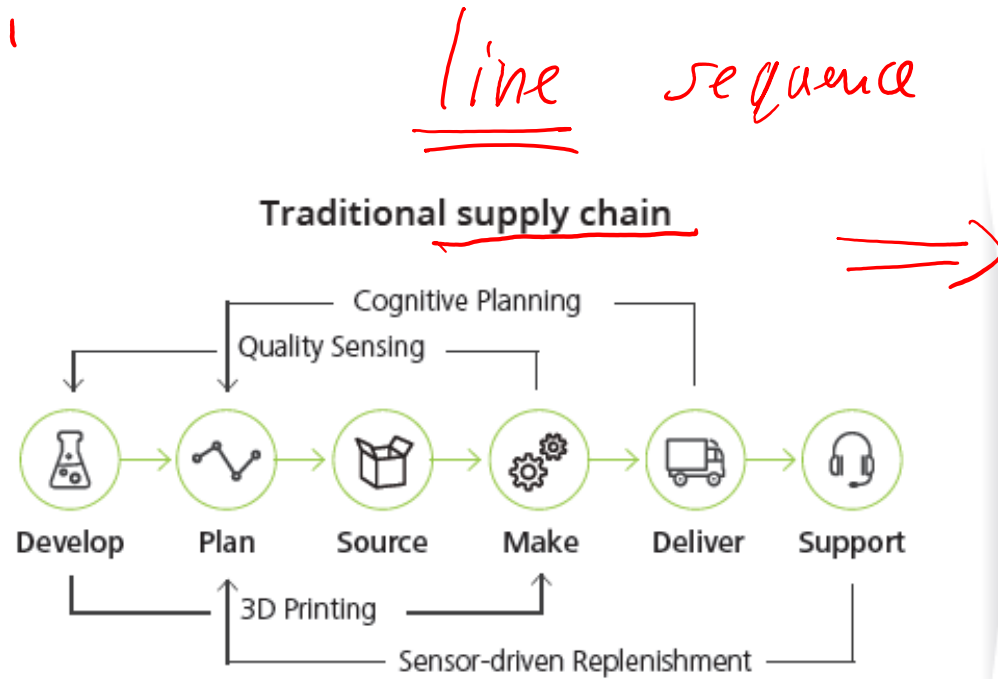 line sequence
Traditional supply chain
Cognitive Planning
Quality Sensing
Develop Plan Source Make Deliver Support
3D Printing
Sensor-driven Replenishment